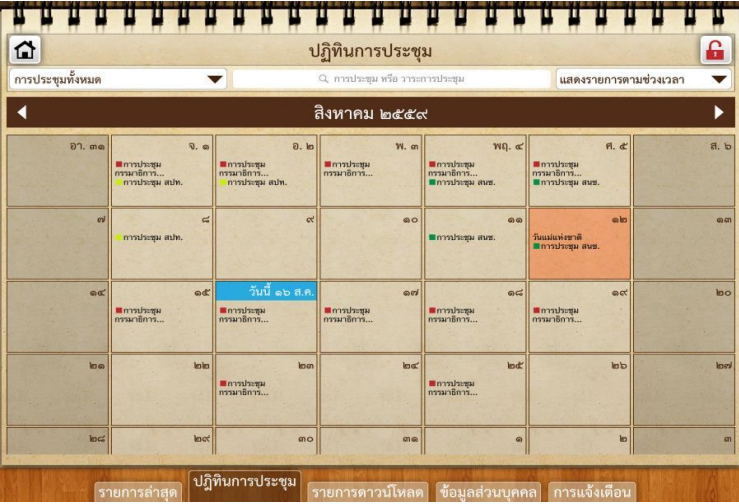 ปฏิทินการประชุม
การประชุมทั้งหมด
การประชุม หรือ วาระการประชุม
แสดงรายการตามช่วงเวลา
สิงหาคม ๒๕๕๙
อา. ๓๑
จ. ๑
อ. ๒
พ. ๓
พฤ. ๔
ศ. ๕
ส. ๖
การประชุม
กรรมาธิการ...
การประชุม สปท.
การประชุม
กรรมาธิการ...
การประชุม สปท.
การประชุม
กรรมาธิการ...
การประชุม
กรรมาธิการ...
การประชุม สนช.
การประชุม
กรรมาธิการ...
การประชุม สนช.
๗
๘
๙
๑๐
๑๑
๑๒
๑๓
การประชุม สปท.
การประชุม สนช.
วันแม่แห่งชาติ
การประชุม สนช.
๑๔
๑๕
วันนี้ ๑๖ ส.ค.
๑๗
๑๘
๑๙
๒๐
การประชุม
กรรมาธิการ...
การประชุม
กรรมาธิการ...
การประชุม
กรรมาธิการ...
การประชุม
กรรมาธิการ...
การประชุม
กรรมาธิการ...
๒๑
๒๒
๒๓
๒๔
๒๕
๒๖
๒๗
การประชุม
กรรมาธิการ...
การประชุม
กรรมาธิการ...
๒๘
๒๙
๓๐
๓๑
๑
๒
๓
รายการล่าสุด
ปฏิทินการประชุม
รายการดาวน์โหลด
ข้อมูลส่วนบุคคล
การแจ้งเตือน